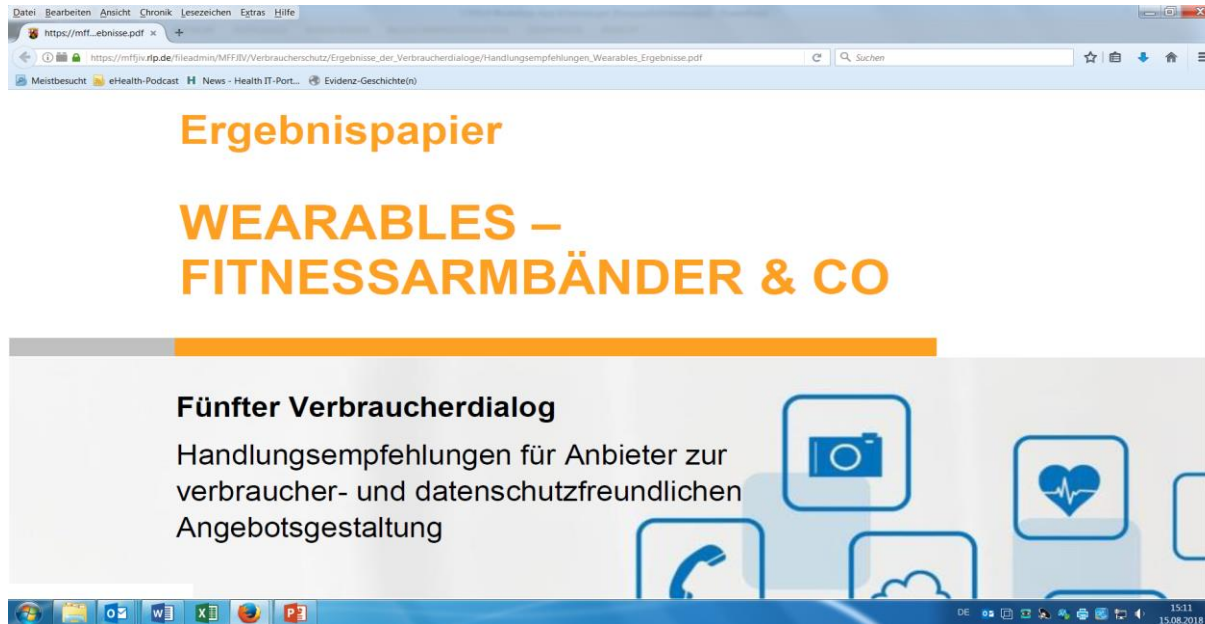 Datei Bearbeiten Ansicht Chronik Lesezeichen Extras Hilfe
https://mff...ebnisse.pdf × +
https://mffjiv.rlp.de/fileadmin/MFFJIV/Verbraucherschutz/Ergebnisse_der_Verbraucherdialoge/Handlungsempfehlungen_Wearables_Ergebnisse.pdf Suchen
Meistbesucht eHealth-Podcast H News - Health IT-Port... Evidenz-Geschichte(n)
Ergebnispapier
WEARABLES –
FITNESSARMBÄNDER & CO
Fünfter Verbraucherdialog
Handlungsempfehlungen für Anbieter zur
verbraucher- und datenschutzfreundlichen
Angebotsgestaltung
DE 15:11
15.08.2018